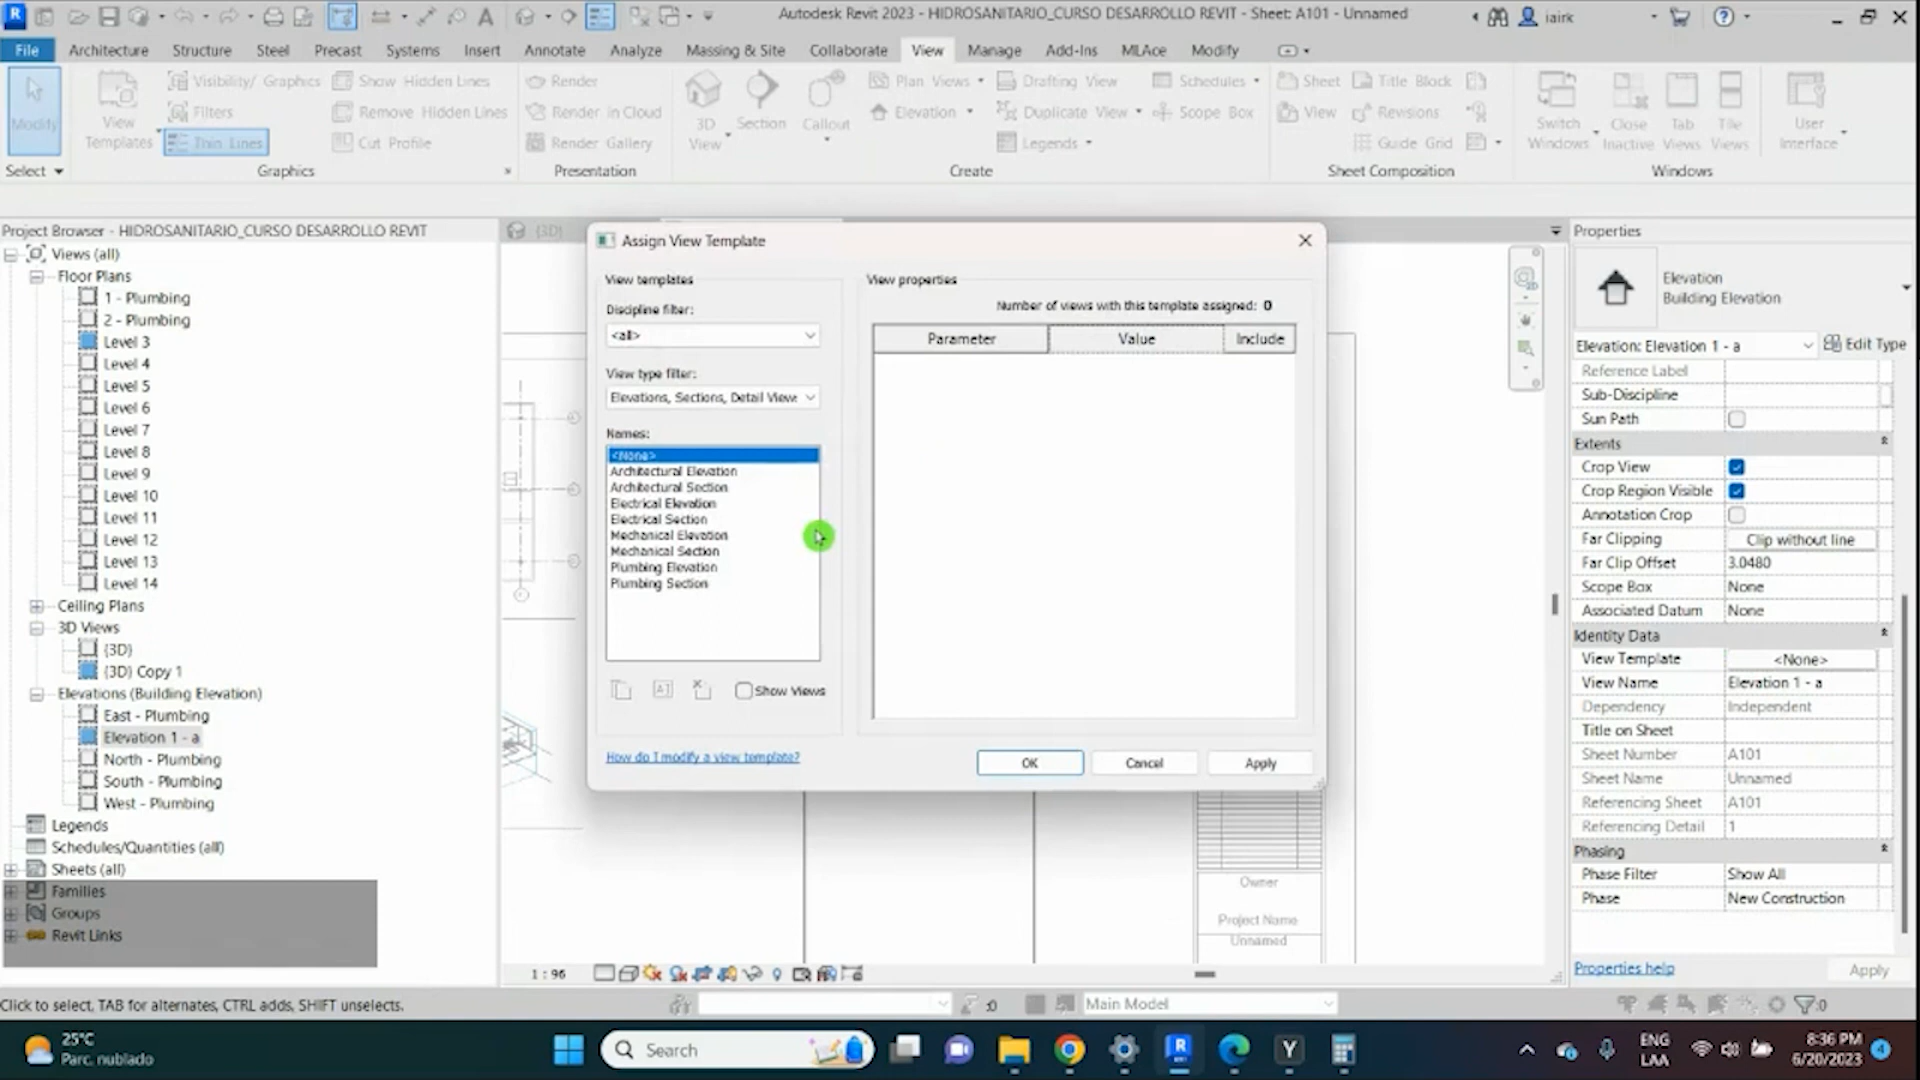 Autodesk Revit 2023 - HIDROSANITARIO_CURSO DESARROLLO REVIT - Sheet: A101 - Unnamed
iairk
File
Architecture
Structure
Steel
Precast
Systems
Insert
Annotate
Analyze
Massing & Site
Collaborate
View
Manage
Add-Ins
MLAce
Modify
Modify
View Templates
Visibility/ Graphics
Filters
Thin Lines
Show Hidden Lines
Remove Hidden Lines
Cut Profile
Render
Render in Cloud
Render Gallery
3D View
Section
Callout
Plan Views
Elevation
Drafting View
Duplicate View
Legends
Schedules
Scope Box
Sheet
View
Title Block
Revisions
Guide Grid
Switch Windows
Close Inactive
Tab Views
Tile Views
User Interface
Select
Graphics
Presentation
Create
Sheet Composition
Windows
Project Browser - HIDROSANITARIO_CURSO DESARROLLO REVIT
Views (all)
Floor Plans
1 - Plumbing
2 - Plumbing
Level 3
Level 4
Level 5
Level 6
Level 7
Level 8
Level 9
Level 10
Level 11
Level 12
Level 13
Level 14
Ceiling Plans
3D Views
{3D}
{3D} Copy 1
Elevations (Building Elevation)
East - Plumbing
Elevation 1 - a
North - Plumbing
South - Plumbing
West - Plumbing
Legends
Schedules/Quantities (all)
Sheets (all)
Families
Groups
Revit Links
{3D}
Assign View Template
View templates
Discipline filter:
<all>
View type filter:
Elevations, Sections, Detail Views
Names:
<None>
Architectural Elevation
Architectural Section
Electrical Elevation
Electrical Section
Mechanical Elevation
Mechanical Section
Plumbing Elevation
Plumbing Section
Show Views
How do I modify a view template?
View properties
Number of views with this template assigned: 0
Parameter Value Include
OK Cancel Apply
Owner
Project Name
Unnamed
1 : 96
Properties
Elevation
Building Elevation
Elevation: Elevation 1 - a
Edit Type
Reference Label
Sub-Discipline
Sun Path
Extents
Crop View
Crop Region Visible
Annotation Crop
Far Clipping Clip without line
Far Clip Offset 3.0480
Scope Box None
Associated Datum None
Identity Data
View Template <None>
View Name Elevation 1 - a
Dependency Independent
Title on Sheet
Sheet Number A101
Sheet Name Unnamed
Referencing Sheet A101
Referencing Detail 1
Phasing
Phase Filter Show All
Phase New Construction
Properties help
Apply
Click to select, TAB for alternates, CTRL adds, SHIFT unselects.
:0
Main Model
:0
25°C
Parc. nublado
Search
ENG
LAA
8:36 PM
6/20/2023
4